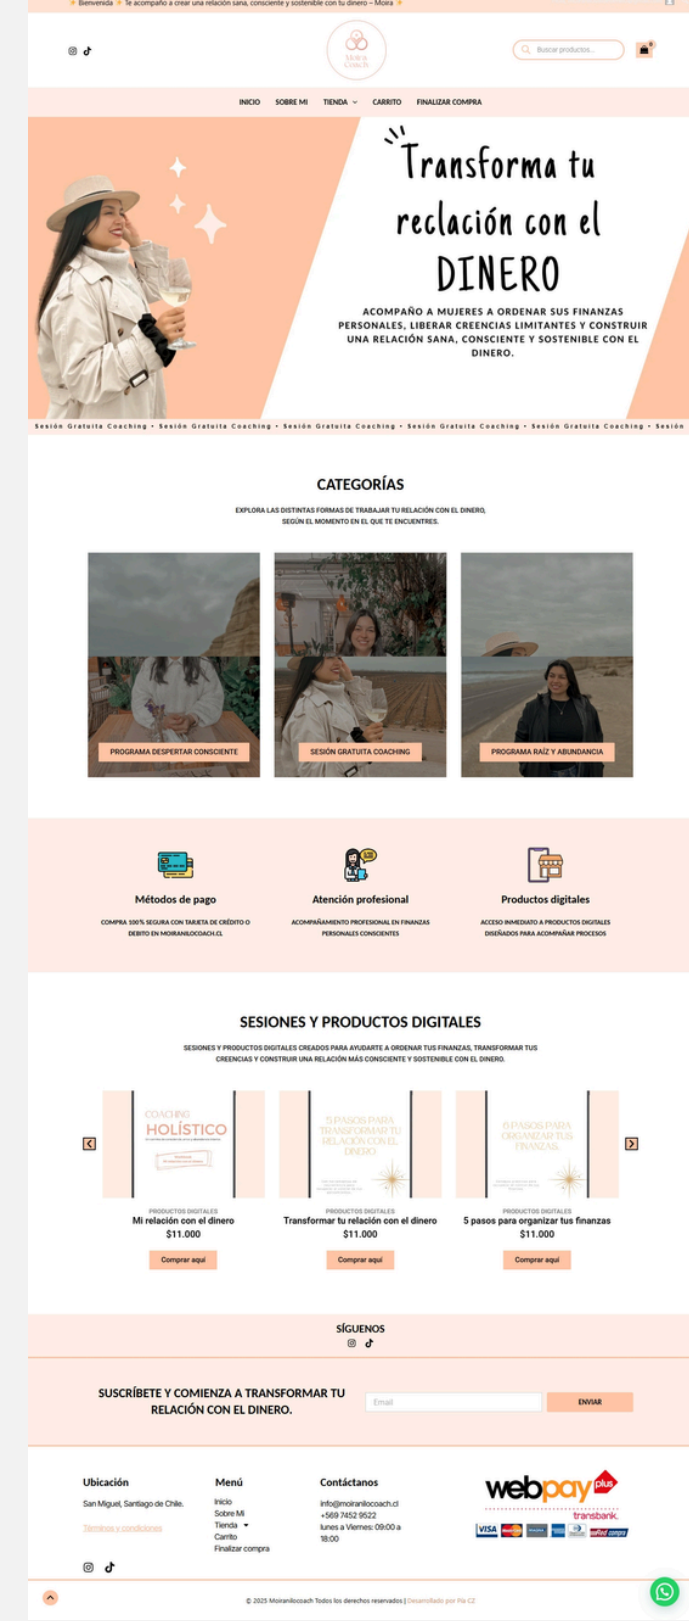 Bienvenida Te acompaño a crear una relación sana, consciente y sostenible con tu dinero – Moira
Moira
Coach
Buscar productos...
0
INICIO SOBRE MI TIENDA CARRITO FINALIZAR COMPRA
Transforma tu
reclación con el
DINERO
ACOMPAÑO A MUJERES A ORDENAR SUS FINANZAS
PERSONALES, LIBERAR CREENCIAS LIMITANTES Y CONSTRUIR
UNA RELACIÓN SANA, CONSCIENTE Y SOSTENIBLE CON EL
DINERO.
Sesión Gratuita Coaching • Sesión Gratuita Coaching • Sesión Gratuita Coaching • Sesión Gratuita Coaching • Sesión Gratuita Coaching • Sesión
CATEGORÍAS
EXPLORA LAS DISTINTAS FORMAS DE TRABAJAR TU RELACIÓN CON EL DINERO,
SEGÚN EL MOMENTO EN EL QUE TE ENCUENTRES.
PROGRAMA DESPERTAR CONSCIENTE
SESIÓN GRATUITA COACHING
PROGRAMA RAÍZ Y ABUNDANCIA
Métodos de pago
COMPRA 100% SEGURA CON TARJETA DE CRÉDITO O
DEBITO EN MOIRANILOCOACH.CL
Atención profesional
ACOMPAÑAMIENTO PROFESIONAL EN FINANZAS
PERSONALES CONSCIENTES
Productos digitales
ACCESO INMEDIATO A PRODUCTOS DIGITALES
DISEÑADOS PARA ACOMPAÑAR PROCESOS
SESIONES Y PRODUCTOS DIGITALES
SESIONES Y PRODUCTOS DIGITALES CREADOS PARA AYUDARTE A ORDENAR TUS FINANZAS, TRANSFORMAR TUS
CREENCIAS Y CONSTRUIR UNA RELACIÓN MÁS CONSCIENTE Y SOSTENIBLE CON EL DINERO.
COACHING
HOLÍSTICO
PRODUCTOS DIGITALES
Mi relación con el dinero
$11.000
Comprar aquí
5 PASOS PARA
TRANSFORMAR TU
RELACIÓN CON EL
DINERO
PRODUCTOS DIGITALES
Transformar tu relación con el dinero
$11.000
Comprar aquí
6 PASOS PARA
ORGANIZAR TUS
FINANZAS.
PRODUCTOS DIGITALES
5 pasos para organizar tus finanzas
$11.000
Comprar aquí
SÍGUENOS
SUSCRÍBETE Y COMIENZA A TRANSFORMAR TU
RELACIÓN CON EL DINERO.
Email
ENVIAR
Ubicación
San Miguel, Santiago de Chile.
Términos y condiciones
Menú
Inicio
Sobre Mi
Tienda
Carrito
Finalizar compra
Contáctanos
info@moiranilocoach.cl
+569 7452 9522
lunes a Viernes: 09:00 a
18:00
webpay plus
transbank.
VISA
Red compra
© 2025 Moiranilocoach Todos los derechos reservados | Desarrollado por Pía CZ